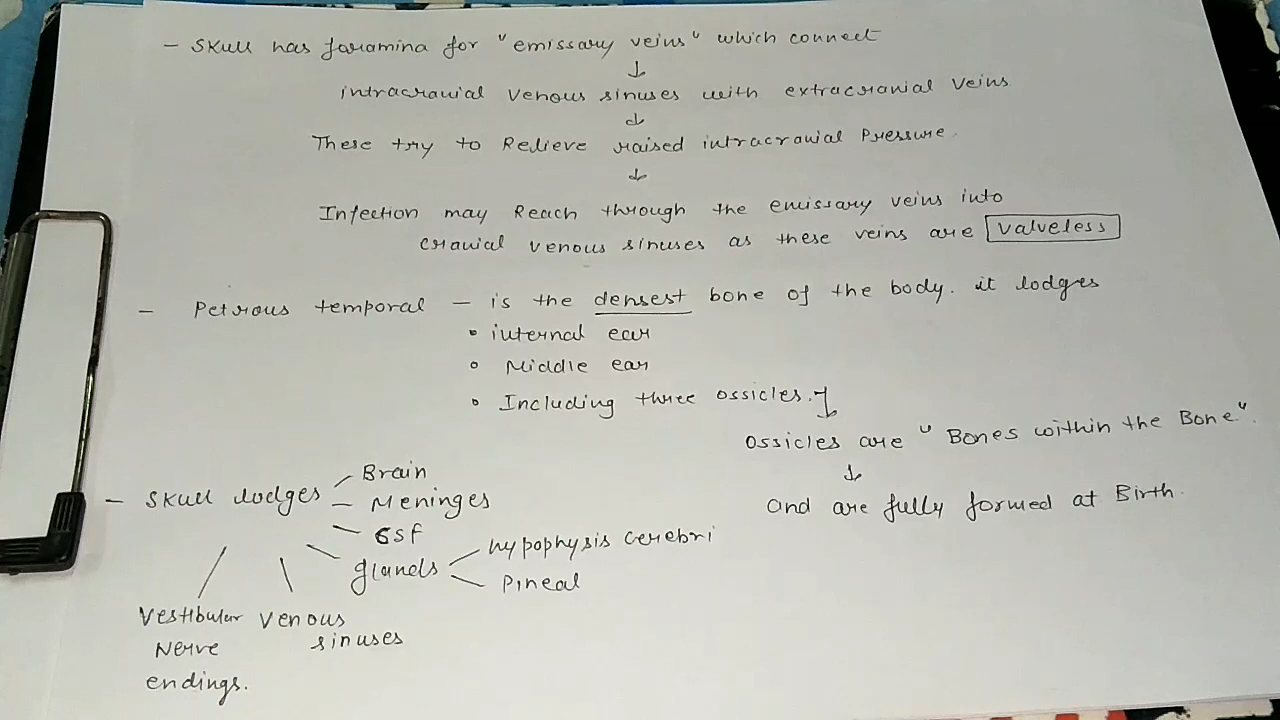 - Skull has foramina for "emissary veins" which connect
↓
intracranial venous sinuses with extracranial veins
↓
These try to Relieve raised intracranial Pressure.
↓
Infection may Reach through the emissary veins into
cranial venous sinuses as these veins are valveless
- Petrous temporal - is the densest bone of the body. it lodges
• internal ear
• Middle ear
• Including three ossicles.
↓
Ossicles are "Bones within the Bone".
↓
and are fully formed at Birth.
- Skull lodges
Brain
- Meninges
CSF
glands
hypophysis cerebri
Pineal
Vestibular Nerve endings.
Venous sinuses